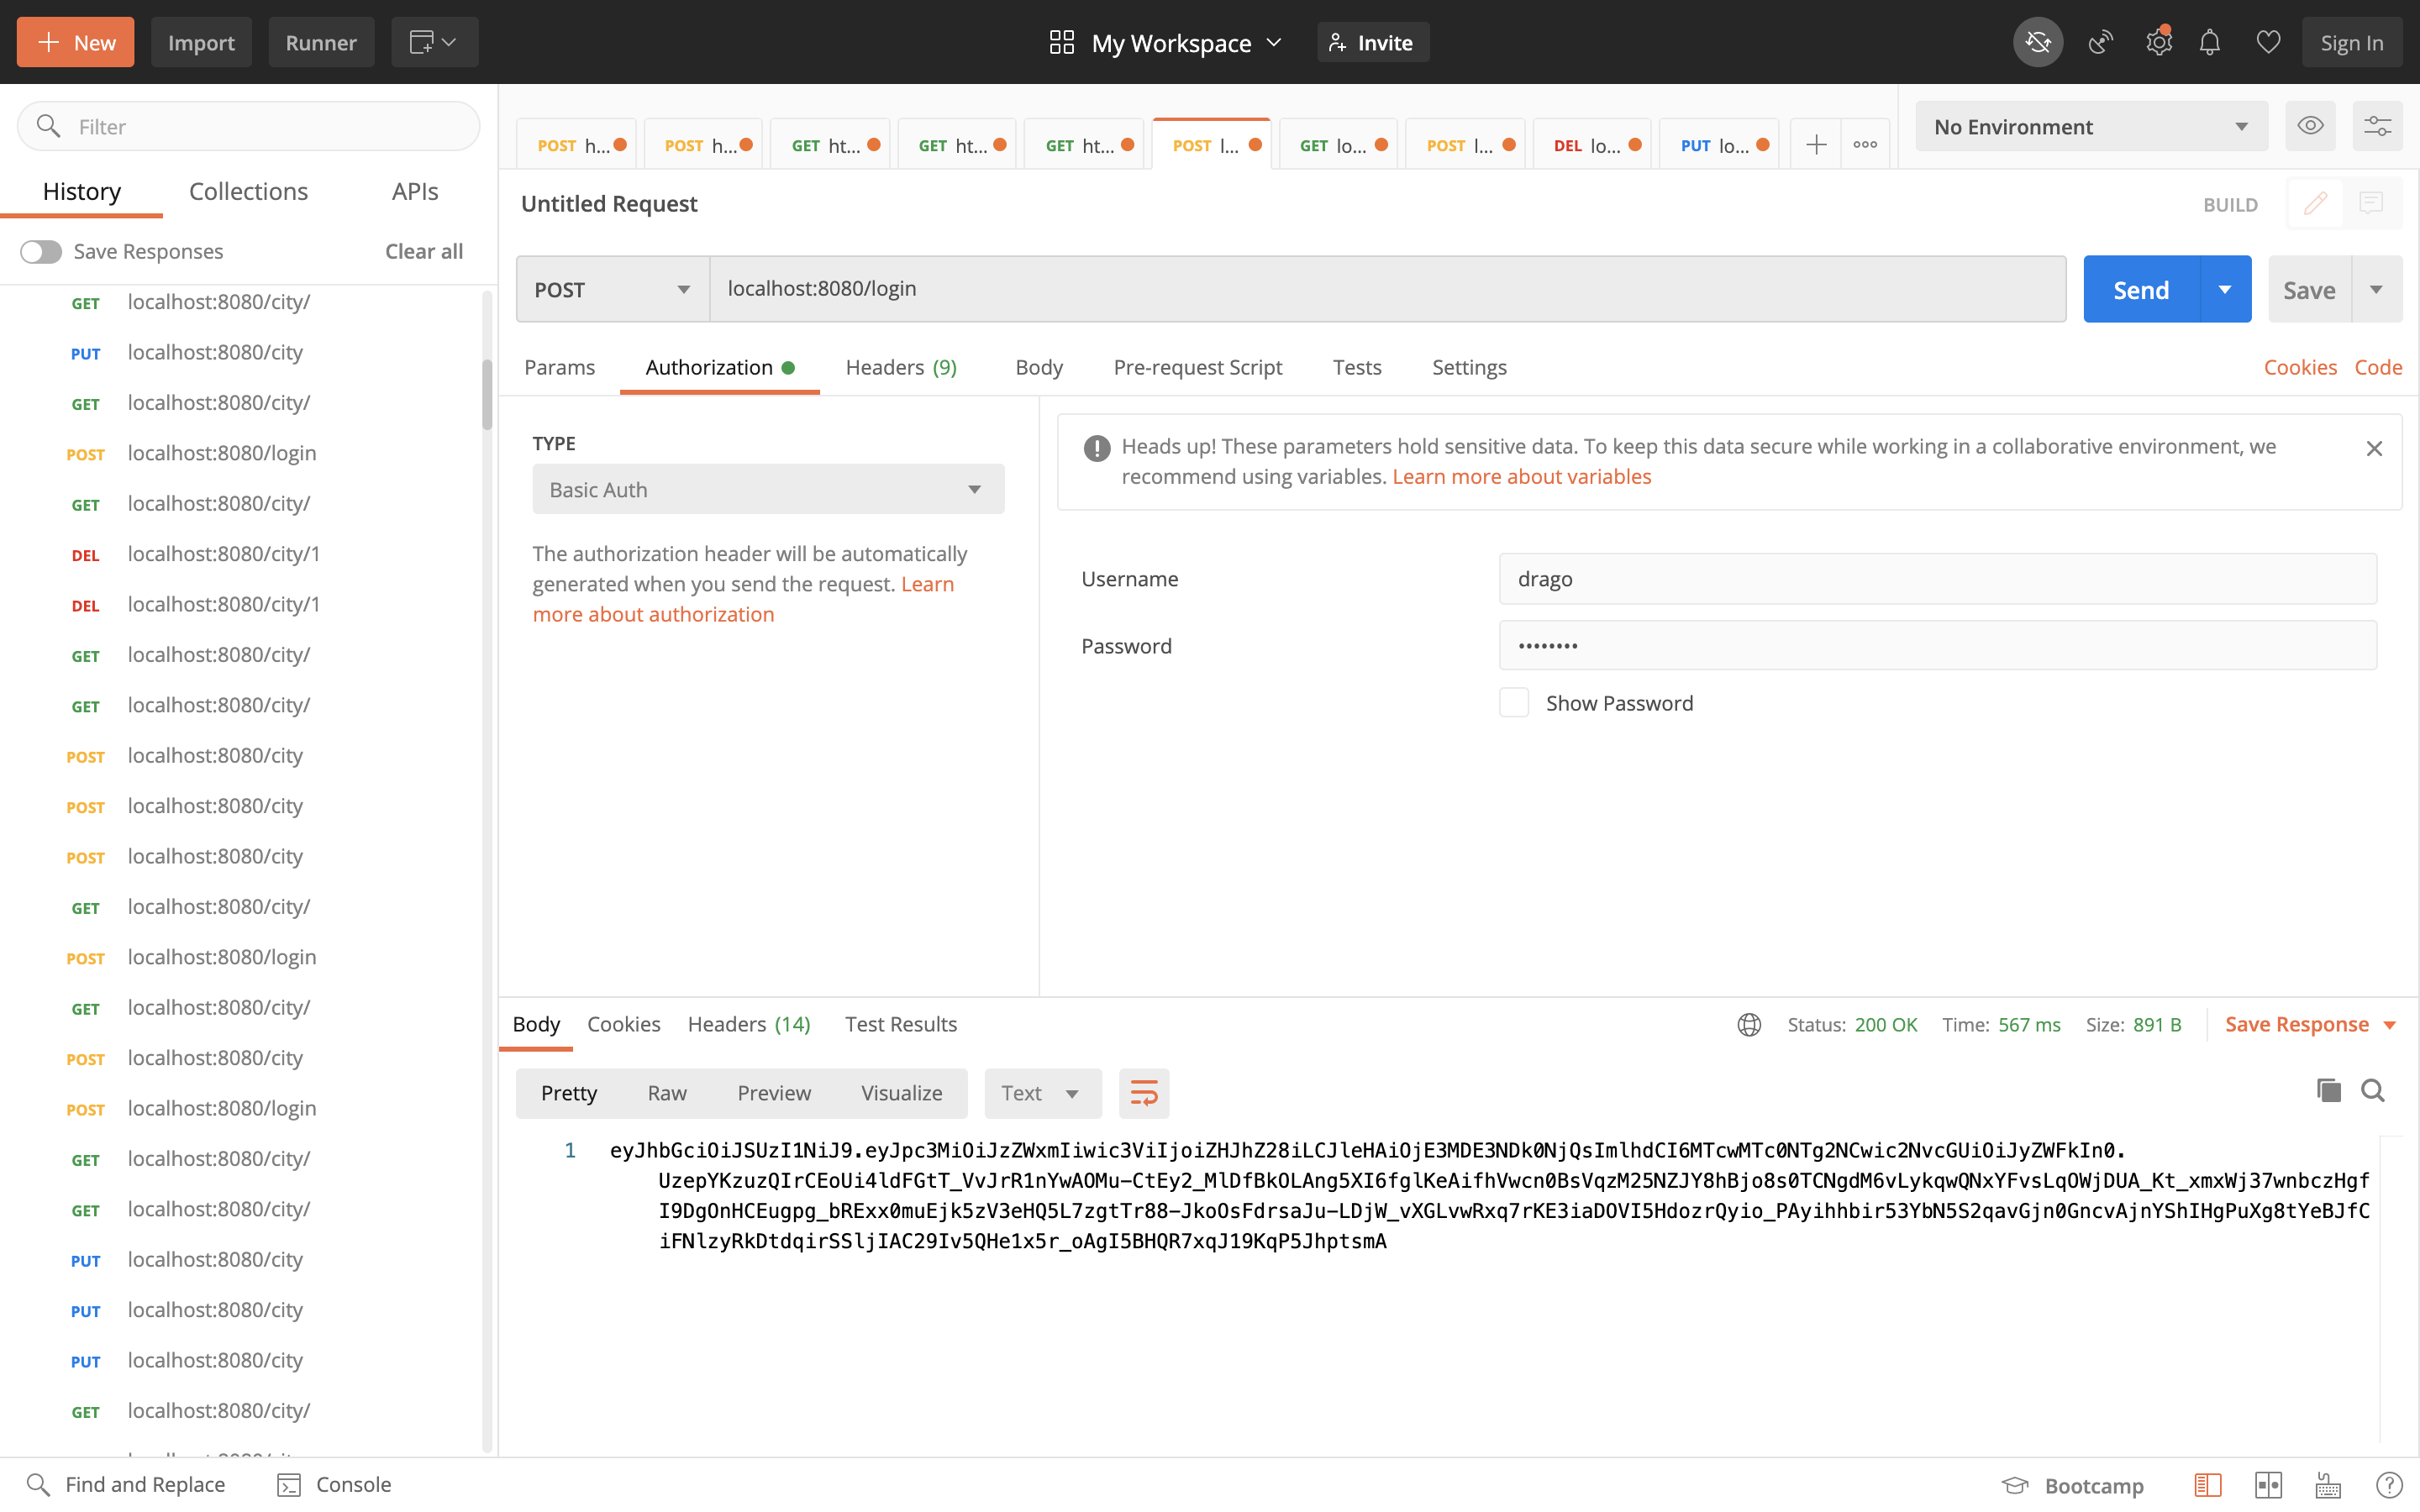 New
Import
Runner
My Workspace
Invite
Sign In
Filter
History
Collections
APIs
Save Responses
Clear all
GET localhost:8080/city/
PUT localhost:8080/city
GET localhost:8080/city/
POST localhost:8080/login
GET localhost:8080/city/
DEL localhost:8080/city/1
DEL localhost:8080/city/1
GET localhost:8080/city/
GET localhost:8080/city/
POST localhost:8080/city
POST localhost:8080/city
POST localhost:8080/city
GET localhost:8080/city/
POST localhost:8080/login
GET localhost:8080/city/
POST localhost:8080/city
POST localhost:8080/login
GET localhost:8080/city/
GET localhost:8080/city/
PUT localhost:8080/city
PUT localhost:8080/city
PUT localhost:8080/city
GET localhost:8080/city/
POST h...
POST h...
GET ht...
GET ht...
GET ht...
POST l...
GET lo...
POST l...
DEL lo...
PUT lo...
No Environment
Untitled Request
BUILD
POST
localhost:8080/login
Send
Save
Params
Authorization
Headers (9)
Body
Pre-request Script
Tests
Settings
Cookies
Code
TYPE
Basic Auth
The authorization header will be automatically
generated when you send the request. Learn
more about authorization
Heads up! These parameters hold sensitive data. To keep this data secure while working in a collaborative environment, we
recommend using variables. Learn more about variables
Username
drago
Password
••••••••
Show Password
Body
Cookies
Headers (14)
Test Results
Status: 200 OK
Time: 567 ms
Size: 891 B
Save Response
Pretty
Raw
Preview
Visualize
Text
1
eyJhbGciOiJSUzI1NiJ9.eyJpc3MiOiJzZWxmIiwic3ViIjoiZHJhZ28iLCJleHAiOjE3MDE3NDk0NjQsImlhdCI6MTcwMTc0NTg2NCwic2NvcGUiOiJyZWFkIn0.
UzepYKzuzQIrCEoUi4ldFGtT_VvJrR1nYwAOMu-CtEy2_MlDfBkOLAng5XI6fglKeAifhVwcn0BsVqzM25NZJY8hBjo8s0TCNgdM6vLykqwQNxYFvsLqOWjDUA_Kt_xmxWj37wnbczHgf
I9DgOnHCEugpg_bRExx0muEjk5zV3eHQ5L7zgtTr88-JkoOsFdrsaJu-LDjW_vXGLvwRxq7rKE3iaDOVI5HdozrQyio_PAyihhbir53YbN5S2qavGjn0GncvAjnYShIHgPuXg8tYeBJfC
iFNlzyRkDtdqirSSljIAC29Iv5QHe1x5r_oAgI5BHQR7xqJ19KqP5JhptsmA
Find and Replace
Console
Bootcamp